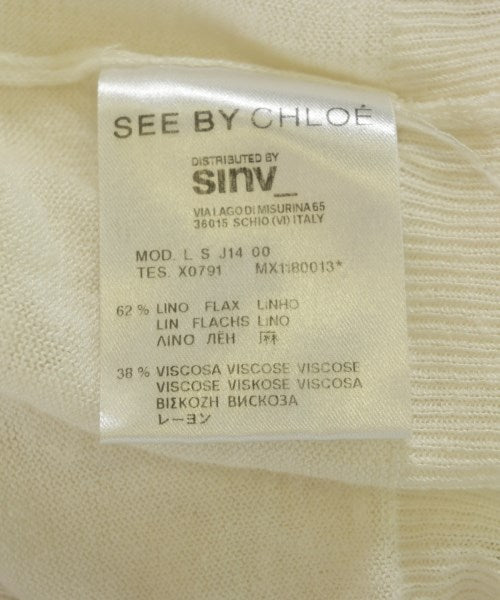 SEE BY CHLOÉ
DISTRIBUTED BY
sinv_
VIA LAGO DI MISURINA 65
36015 SCHIO (VI) ITALY
MOD. L S J14 00
TES. X0791 MX1180013*
62 % LINO FLAX LINHO
LIN FLACHS LINO
ΛΙΝΟ ЛЁН 麻
38 % VISCOSA VISCOSE VISCOSE
VISCOSE VISKOSE VISCOSA
ΒΙΣΚΟΖΗ ВИСКОЗА
レーヨン